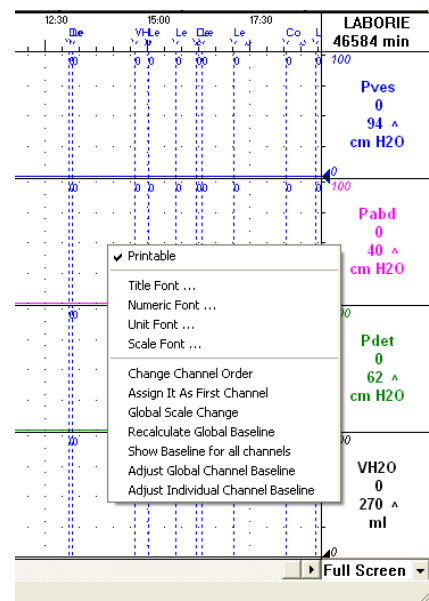 12:30 15:00 17:30
LABORIE
46584 min
Le Co
100
Pves
0
94 ^
cm H2O
0
100
Pabd
0
40 ^
cm H2O
✓ Printable
Title Font ...
Numeric Font ...
Unit Font ...
Scale Font ...
Change Channel Order
Assign It As First Channel
Global Scale Change
Recalculate Global Baseline
Show Baseline for all channels
Adjust Global Channel Baseline
Adjust Individual Channel Baseline
Pdet
0
62 ^
cm H2O
VH2O
0
270 ^
ml
0
Full Screen